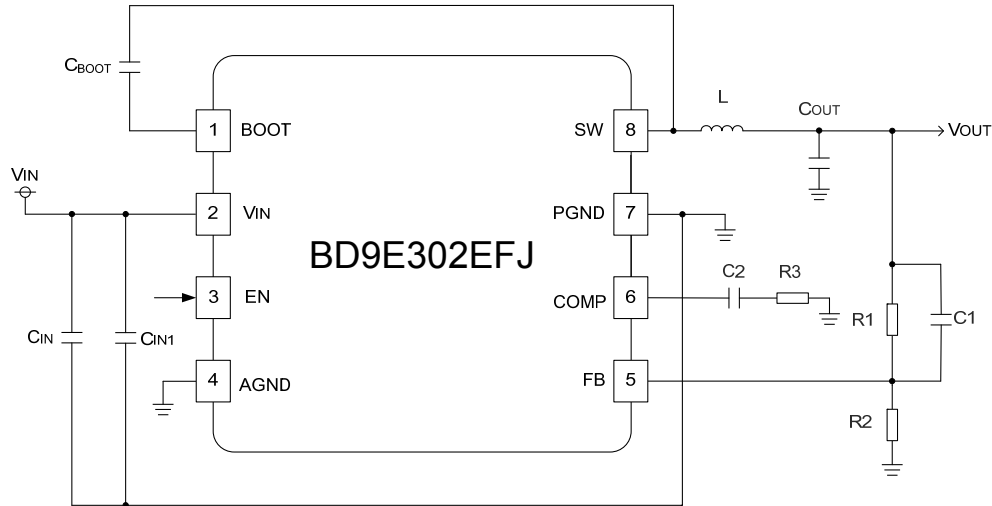 CBOOT
1 BOOT
SW 8
L
COUT
VOUT
VIN
2 VIN
PGND 7
BD9E302EFJ
3 EN
COMP 6
C2
R3
CIN
CIN1
R1
C1
4 AGND
FB 5
R2